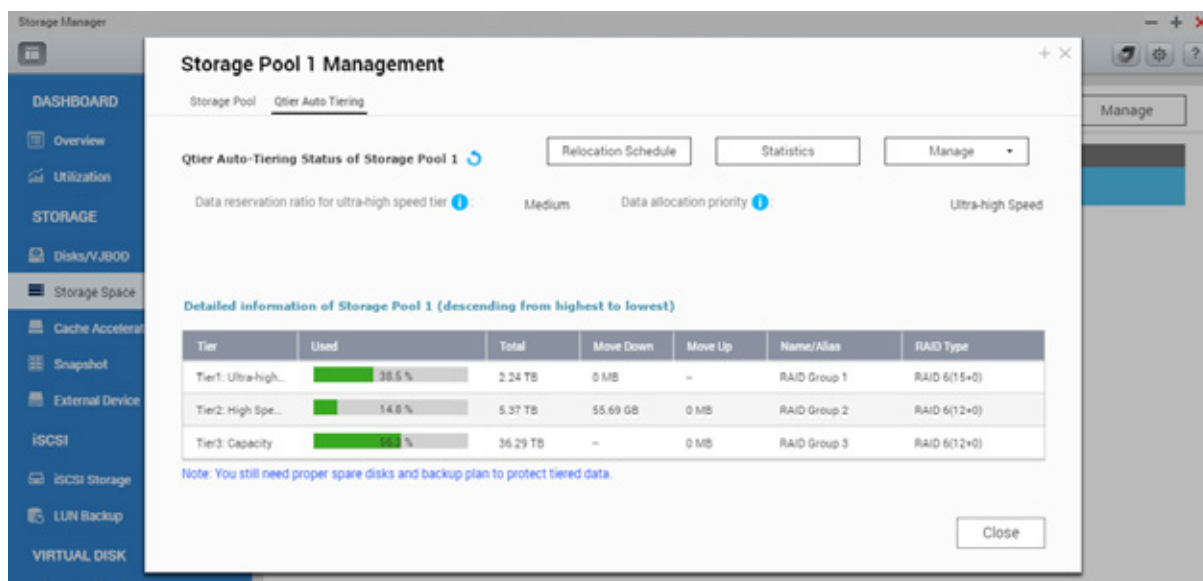 Storage Manager
Storage Pool 1 Management
Storage Pool Qtier Auto Tiering
DASHBOARD
Overview
Utilization
STORAGE
Disks/VJBOD
Storage Space
Cache Accelerat
Snapshot
External Device
iSCSI
iSCSI Storage
LUN Backup
VIRTUAL DISK
Manage
Qtier Auto-Tiering Status of Storage Pool 1 Relocation Schedule Statistics Manage
Data reservation ratio for ultra-high speed tier : Medium Data allocation priority : Ultra-high Speed
Detailed information of Storage Pool 1 (descending from highest to lowest)
Tier Used Total Move Down Move Up Name/Alias RAID Type
Tier1: Ultra-high... 38.5 % 2.24 TB 0 MB -- RAID Group 1 RAID 6(15+0)
Tier2: High Spe... 14.8 % 5.37 TB 55.69 GB 0 MB RAID Group 2 RAID 6(12+0)
Tier3: Capacity 36.29 TB -- 0 MB RAID Group 3 RAID 6(12+0)
Note: You still need proper spare disks and backup plan to protect tiered data.
Close